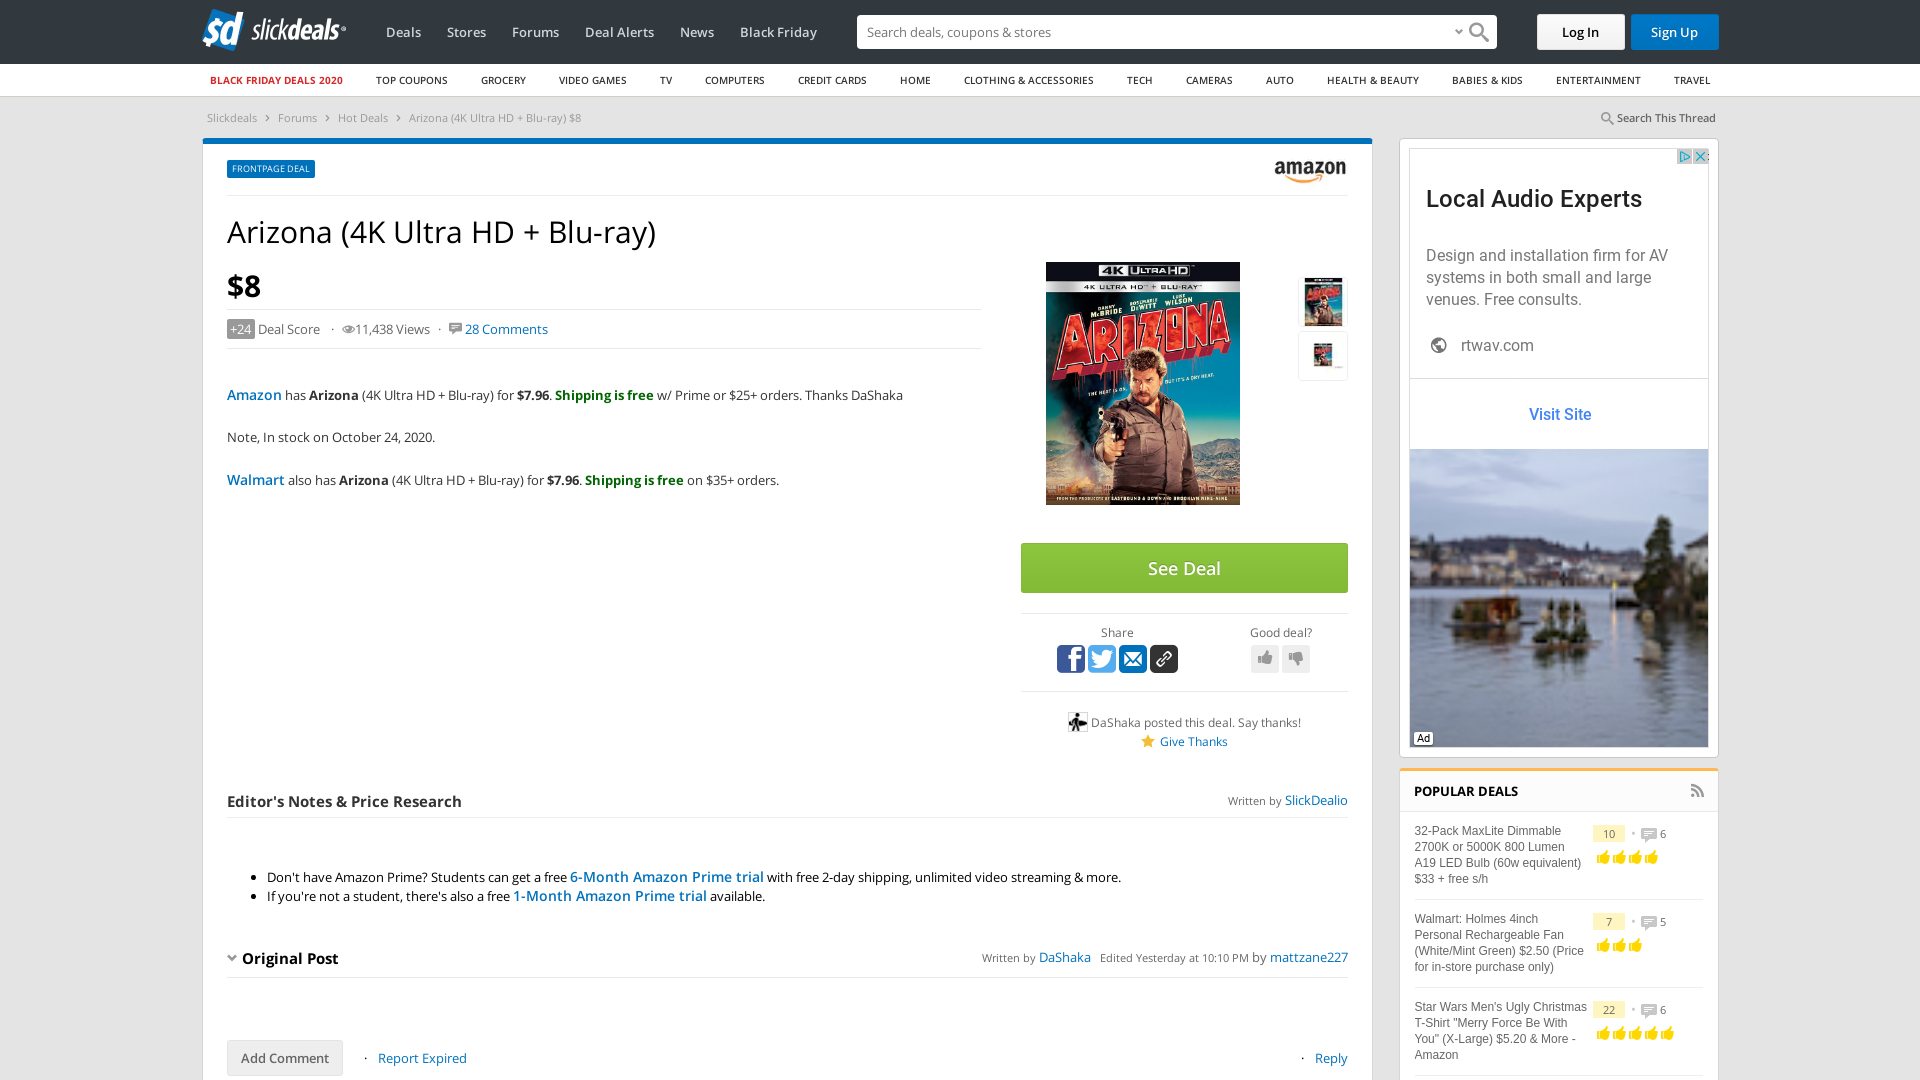 slickdeals
Deals
Stores
Forums
Deal Alerts
News
Black Friday
Search deals, coupons & stores
Log In
Sign Up
BLACK FRIDAY DEALS 2020
TOP COUPONS
GROCERY
VIDEO GAMES
TV
COMPUTERS
CREDIT CARDS
HOME
CLOTHING & ACCESSORIES
TECH
CAMERAS
AUTO
HEALTH & BEAUTY
BABIES & KIDS
ENTERTAINMENT
TRAVEL
Slickdeals › Forums › Hot Deals › Arizona (4K Ultra HD + Blu-ray) $8
Search This Thread
FRONTPAGE DEAL
amazon
Arizona (4K Ultra HD + Blu-ray)
$8
+24 Deal Score · 11,438 Views · 28 Comments
Amazon has Arizona (4K Ultra HD + Blu-ray) for $7.96. Shipping is free w/ Prime or $25+ orders. Thanks DaShaka
Note, In stock on October 24, 2020.
Walmart also has Arizona (4K Ultra HD + Blu-ray) for $7.96. Shipping is free on $35+ orders.
4K ULTRA HD
4K ULTRA HD + BLU-RAY
DANNY McBRIDE
ROSEMARIE DeWITT
LUKE WILSON
ARIZONA
THE HEAT IS ON. BUT IT'S A DRY HEAT.
FROM THE PRODUCERS OF EASTBOUND & DOWN AND BROOKLYN NINE-NINE
See Deal
Share
Good deal?
DaShaka posted this deal. Say thanks!
Give Thanks
Editor's Notes & Price Research
Written by SlickDealio
Don't have Amazon Prime? Students can get a free 6-Month Amazon Prime trial with free 2-day shipping, unlimited video streaming & more.
If you're not a student, there's also a free 1-Month Amazon Prime trial available.
Original Post
Written by DaShaka Edited Yesterday at 10:10 PM by mattzane227
Add Comment
· Report Expired
· Reply
Local Audio Experts
Design and installation firm for AV
systems in both small and large
venues. Free consults.
rtwav.com
Visit Site
Ad
POPULAR DEALS
32-Pack MaxLite Dimmable
2700K or 5000K 800 Lumen
A19 LED Bulb (60w equivalent)
$33 + free s/h
10 • 6
Walmart: Holmes 4inch
Personal Rechargeable Fan
(White/Mint Green) $2.50 (Price
for in-store purchase only)
7 • 5
Star Wars Men's Ugly Christmas
T-Shirt "Merry Force Be With
You" (X-Large) $5.20 & More -
Amazon
22 • 6